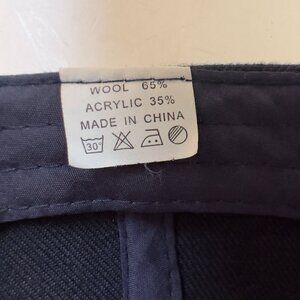 WOOL 65%
ACRYLIC 35%
MADE IN CHINA
30°